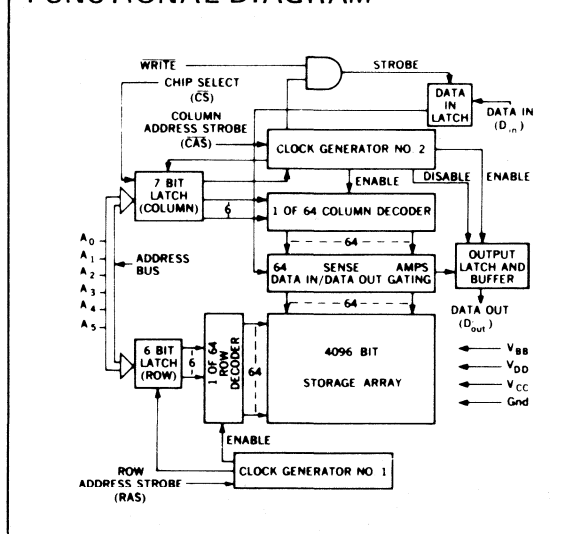 FUNCTIONAL DIAGRAM
WRITE
STROBE
CHIP SELECT
(CS)
DATA
IN
LATCH
DATA IN
(Din)
COLUMN
ADDRESS STROBE
(CAS)
CLOCK GENERATOR NO. 2
ENABLE
DISABLE
ENABLE
7 BIT
LATCH
(COLUMN)
6
1 OF 64 COLUMN DECODER
64
A0
A1
A2
A3
A4
A5
ADDRESS
BUS
64 SENSE AMPS
DATA IN/DATA OUT GATING
OUTPUT
LATCH AND
BUFFER
64
DATA OUT
(Dout)
6 BIT
LATCH
(ROW)
6
1 OF 64
ROW
DECODER
64
4096 BIT
STORAGE ARRAY
VBB
VDD
VCC
Gnd
ENABLE
ROW
ADDRESS STROBE
(RAS)
CLOCK GENERATOR NO. 1